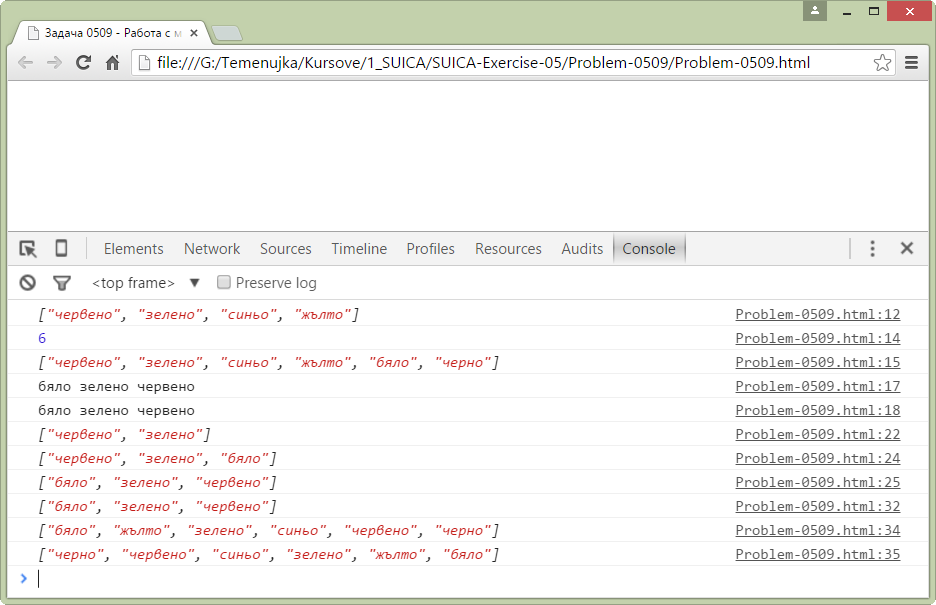 Задача 0509 - Работа с м
file:///G:/Temenujka/Kursove/1_SUICA/SUICA-Exercise-05/Problem-0509/Problem-0509.html
Elements Network Sources Timeline Profiles Resources Audits Console
<top frame> ▼ Preserve log
["червено", "зелено", "синьо", "жълто"] Problem-0509.html:12
6 Problem-0509.html:14
["червено", "зелено", "синьо", "жълто", "бяло", "черно"] Problem-0509.html:15
бяло зелено червено Problem-0509.html:17
бяло зелено червено Problem-0509.html:18
["червено", "зелено"] Problem-0509.html:22
["червено", "зелено", "бяло"] Problem-0509.html:24
["бяло", "зелено", "червено"] Problem-0509.html:25
["бяло", "зелено", "червено"] Problem-0509.html:32
["бяло", "жълто", "зелено", "синьо", "червено", "черно"] Problem-0509.html:34
["черно", "червено", "синьо", "зелено", "жълто", "бяло"] Problem-0509.html:35